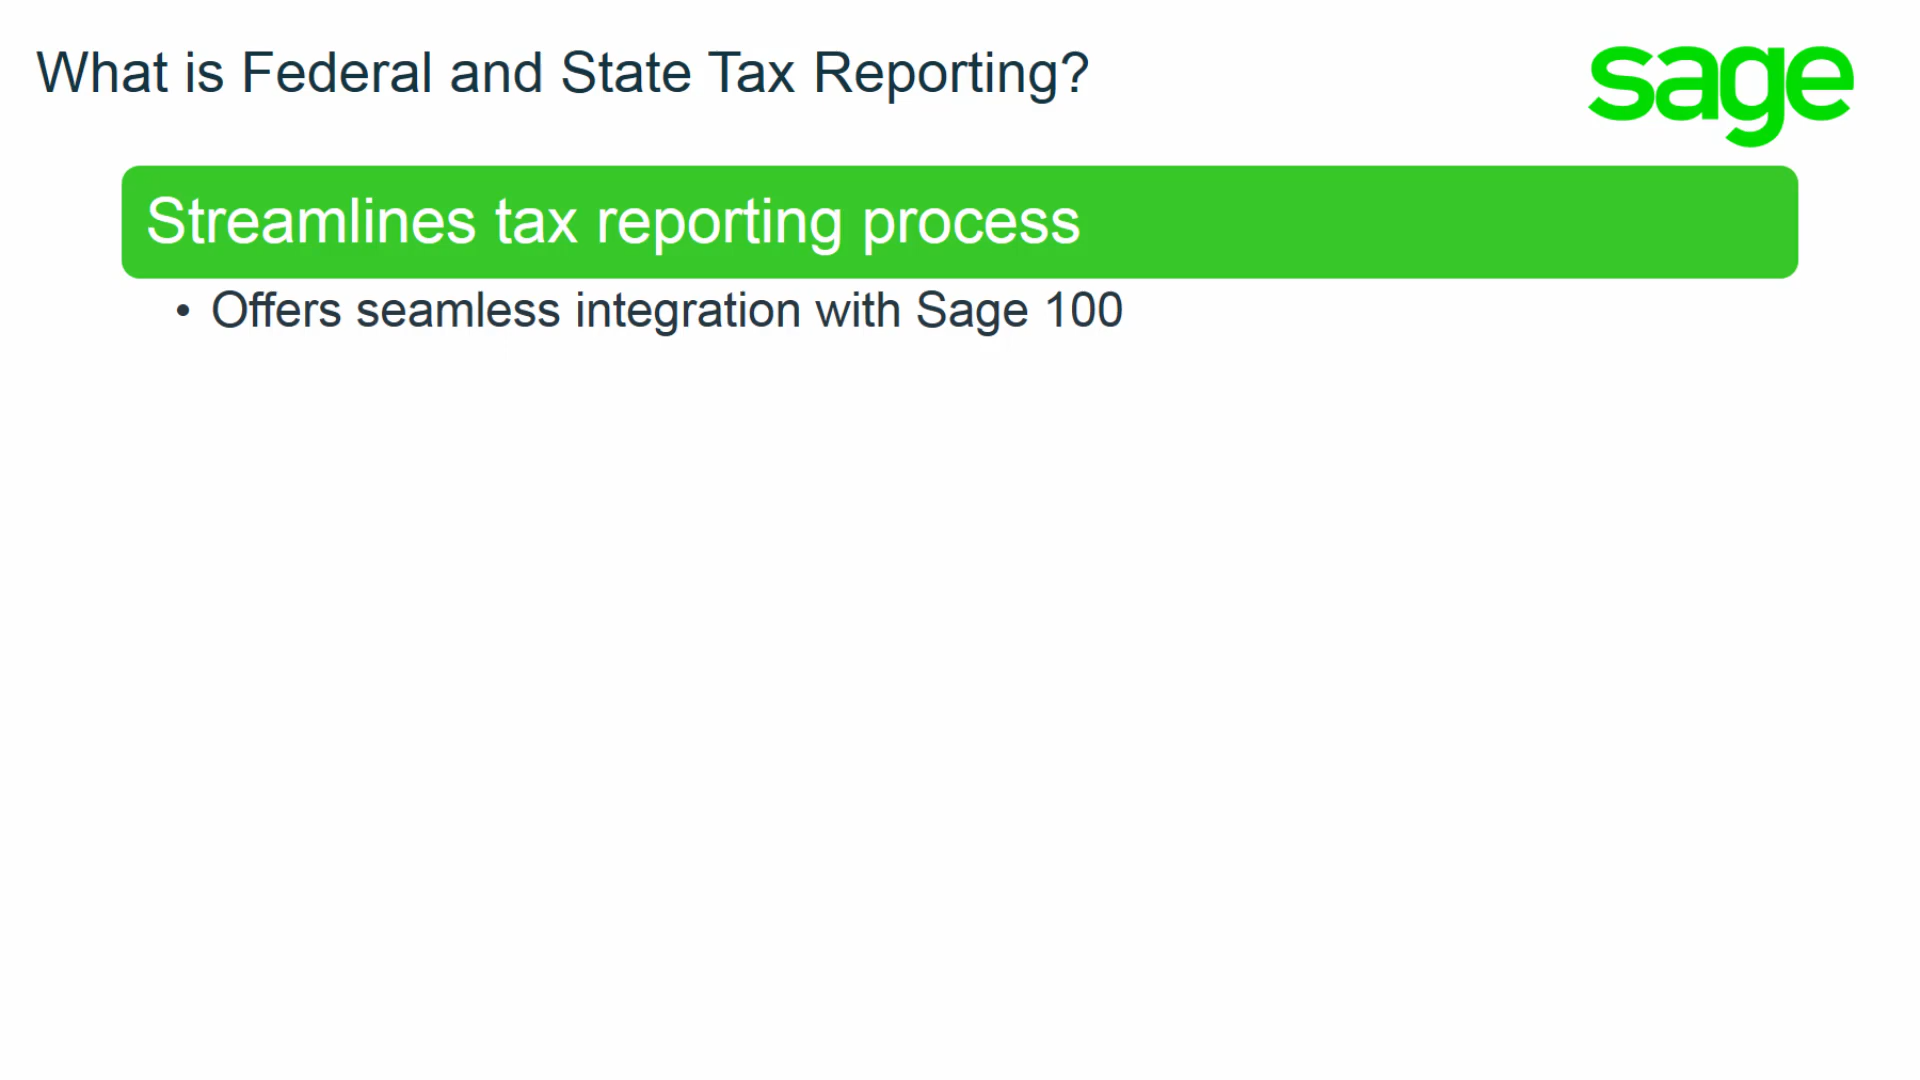 What is Federal and State Tax Reporting?
sage
Streamlines tax reporting process
• Offers seamless integration with Sage 100